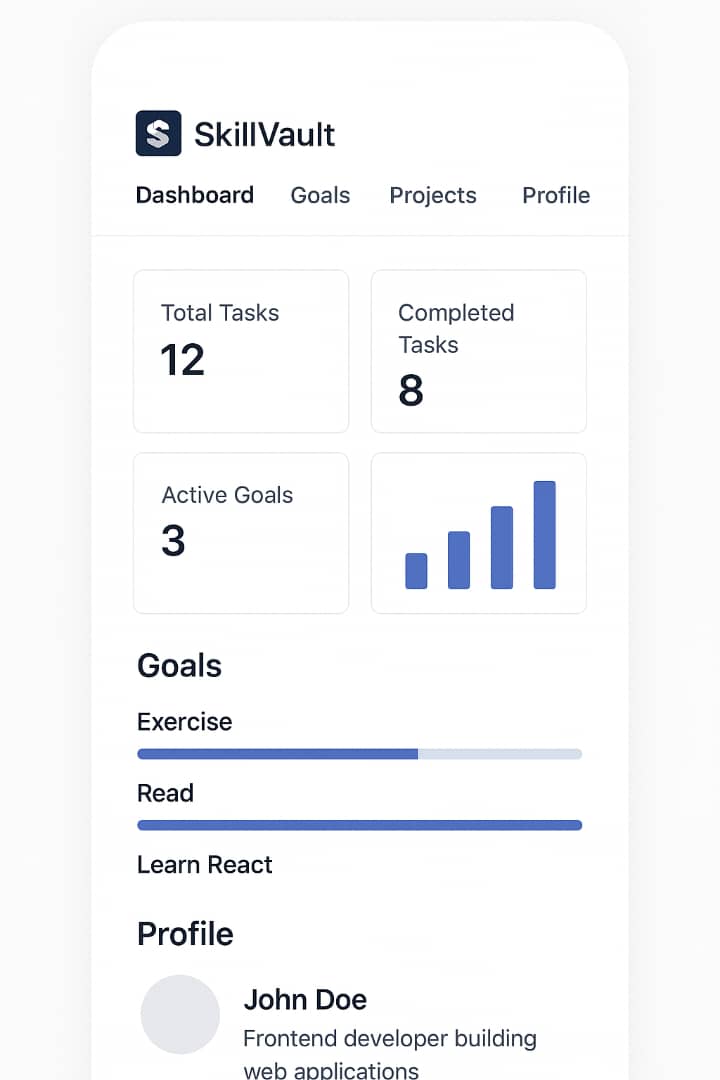 SkillVault
Dashboard Goals Projects Profile
Total Tasks
12
Completed
Tasks
8
Active Goals
3
Goals
Exercise
Read
Learn React
Profile
John Doe
Frontend developer building
web applications